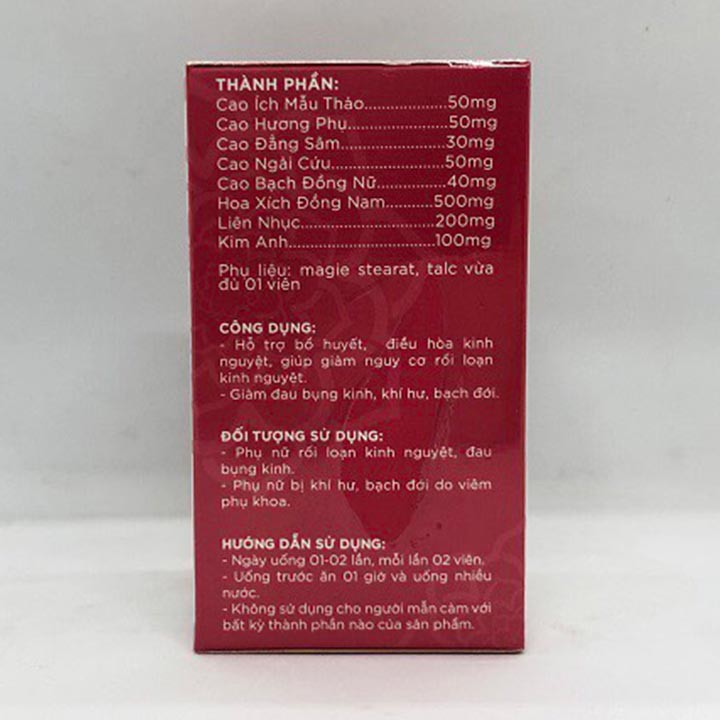 THÀNH PHẦN:
Cao Ích Mẫu Thảo....................50mg
Cao Hương Phụ........................50mg
Cao Đẳng Sâm.........................30mg
Cao Ngải Cứu...........................50mg
Cao Bạch Đồng Nữ................40mg
Hoa Xích Đồng Nam...........500mg
Liên Nhục................................200mg
Kim Anh...................................100mg
Phụ liệu: magie stearat, talc vừa
đủ 01 viên
CÔNG DỤNG:
- Hỗ trợ bổ huyết, điều hòa kinh
nguyệt, giúp giảm nguy cơ rối loạn
kinh nguyệt.
- Giảm đau bụng kinh, khí hư, bạch đới.
ĐỐI TƯỢNG SỬ DỤNG:
- Phụ nữ rối loạn kinh nguyệt, đau
bụng kinh.
- Phụ nữ bị khí hư, bạch đới do viêm
phụ khoa.
HƯỚNG DẪN SỬ DỤNG:
- Ngày uống 01-02 lần, mỗi lần 02 viên.
- Uống trước ăn 01 giờ và uống nhiều
nước.
- Không sử dụng cho người mẫn cảm với
bất kỳ thành phần nào của sản phẩm.